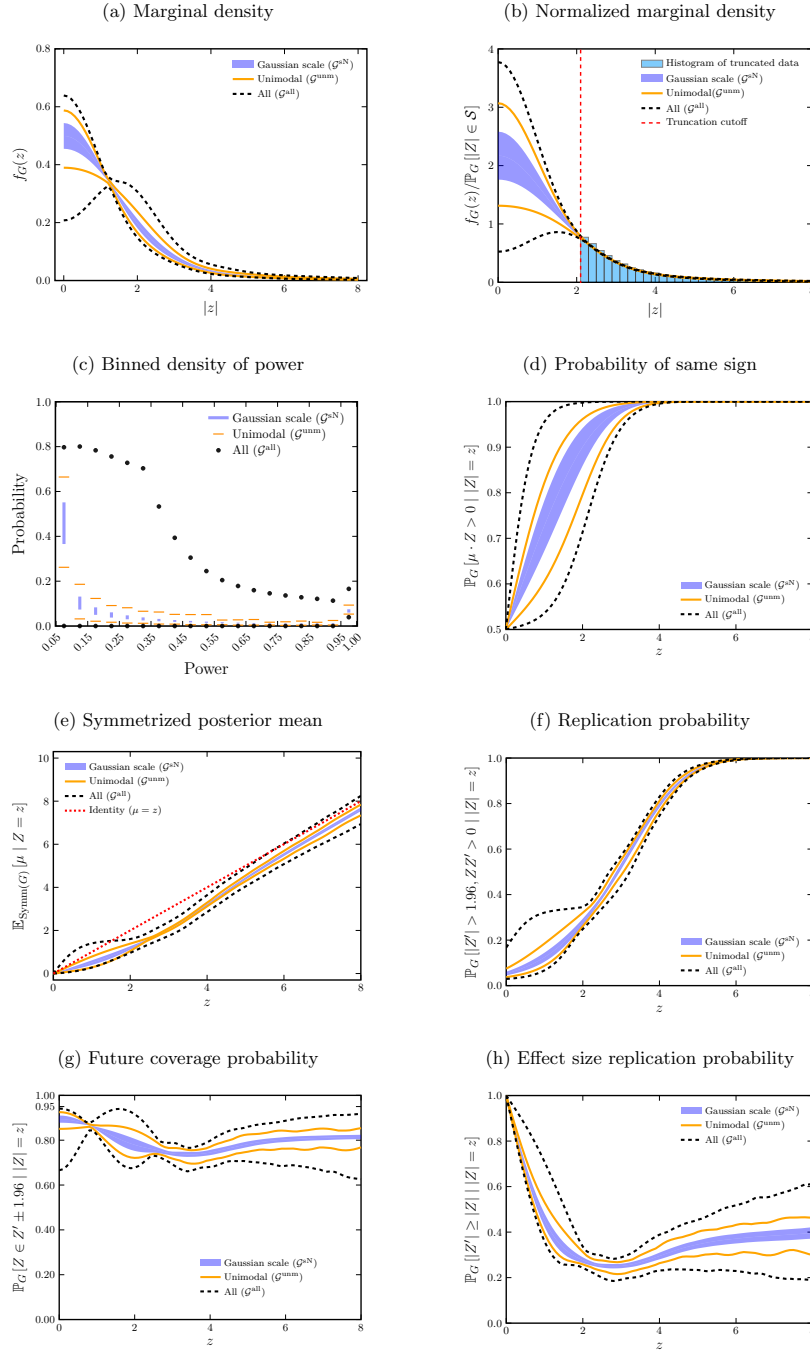 (a) Marginal density
0.8
0.6
0.4
0.2
0.0
f_G(z)
0 2 4 6 8
|z|
Gaussian scale (𝒢^sN)
Unimodal (𝒢^unm)
All (𝒢^all)
(b) Normalized marginal density
4
3
2
1
0
f_G(z)/ℙ_G [|Z| ∈ 𝒮]
0 2 4 6 8
|z|
Histogram of truncated data
Gaussian scale (𝒢^sN)
Unimodal(𝒢^unm)
All (𝒢^all)
Truncation cutoff
(c) Binned density of power
1.0
0.8
0.6
0.4
0.2
0.0
Probability
0.05 0.15 0.25 0.35 0.45 0.55 0.65 0.75 0.85 0.95 1.00
Power
Gaussian scale (𝒢^sN)
Unimodal (𝒢^unm)
All (𝒢^all)
(d) Probability of same sign
1.0
0.9
0.8
0.7
0.6
0.5
ℙ_G [μ · Z > 0 | |Z| = z]
0 2 4 6 8
z
Gaussian scale (𝒢^sN)
Unimodal (𝒢^unm)
All (𝒢^all)
(e) Symmetrized posterior mean
10
8
6
4
2
0
𝔼_Symm(G) [μ | Z = z]
0 2 4 6 8
z
Gaussian scale (𝒢^sN)
Unimodal (𝒢^unm)
All (𝒢^all)
Identity (μ = z)
(f) Replication probability
1.0
0.8
0.6
0.4
0.2
0.0
ℙ_G [|Z′| > 1.96, ZZ′ > 0 | |Z| = z]
0 2 4 6 8
z
Gaussian scale (𝒢^sN)
Unimodal (𝒢^unm)
All (𝒢^all)
(g) Future coverage probability
1.00
0.95
0.80
0.60
0.40
0.20
0.00
ℙ_G [Z ∈ Z′ ± 1.96 | |Z| = z]
0 2 4 6 8
z
Gaussian scale (𝒢^sN)
Unimodal (𝒢^unm)
All (𝒢^all)
(h) Effect size replication probability
1.0
0.8
0.6
0.4
0.2
0.0
ℙ_G [|Z′| ≥ |Z| | |Z| = z]
0 2 4 6 8
z
Gaussian scale (𝒢^sN)
Unimodal (𝒢^unm)
All (𝒢^all)